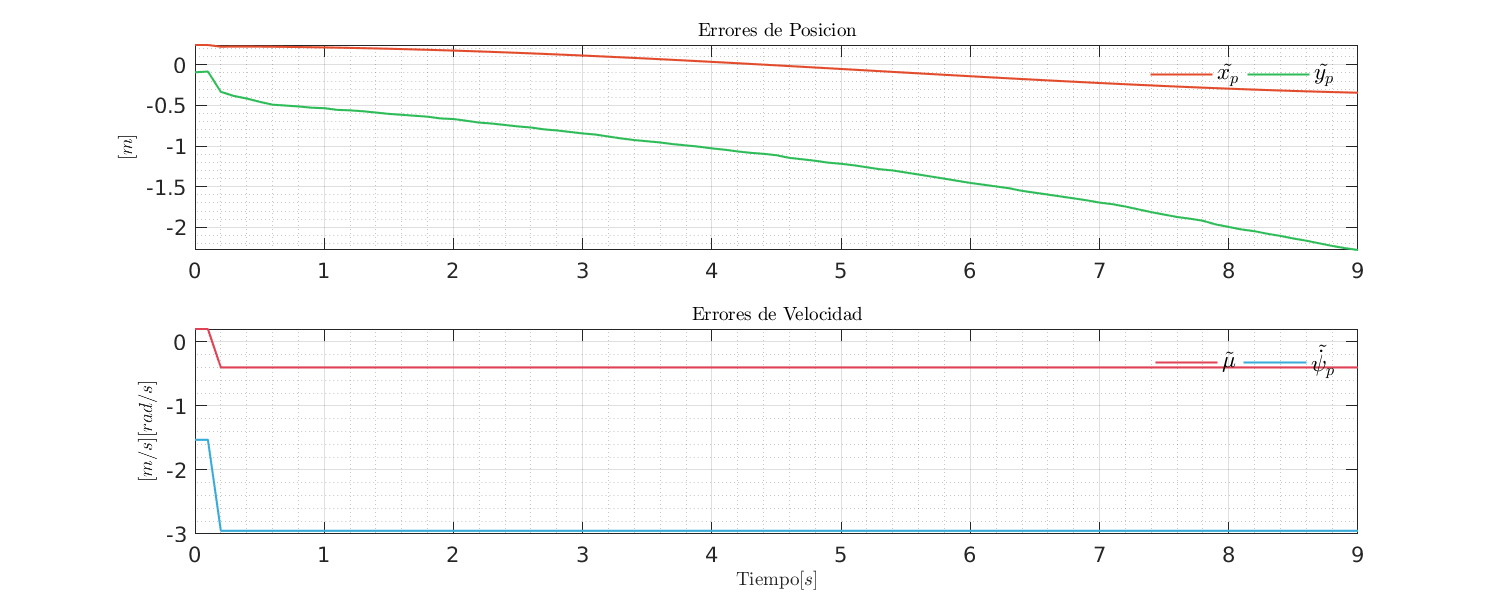 Errores de Posicion
0
-0.5
-1
-1.5
-2
[m]
x̃_p ỹ_p
0 1 2 3 4 5 6 7 8 9
Errores de Velocidad
0
-1
-2
-3
[m/s][rad/s]
μ̃ ψ̇̃_p
0 1 2 3 4 5 6 7 8 9
Tiempo[s]